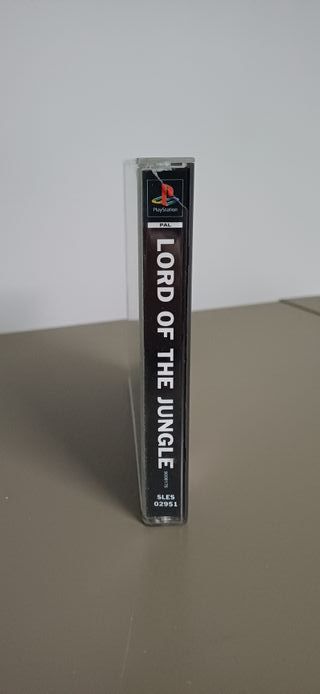 PlayStation
PAL
LORD OF THE JUNGLE
SLES
02951